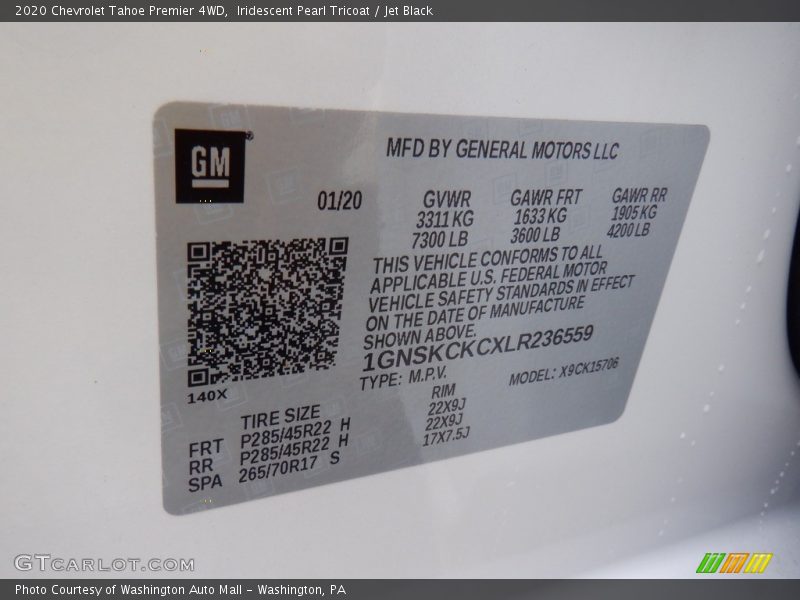 2020 Chevrolet Tahoe Premier 4WD, Iridescent Pearl Tricoat / Jet Black
GM®
MFD BY GENERAL MOTORS LLC
01/20
GVWR GAWR FRT GAWR RR
3311 KG 1633 KG 1905 KG
7300 LB 3600 LB 4200 LB
THIS VEHICLE CONFORMS TO ALL
APPLICABLE U.S. FEDERAL MOTOR
VEHICLE SAFETY STANDARDS IN EFFECT
ON THE DATE OF MANUFACTURE
SHOWN ABOVE.
1GNSKCKCXLR236559
TYPE: M.P.V. MODEL: X9CK15706
140X
TIRE SIZE RIM
FRT P285/45R22 H 22X9J
RR P285/45R22 H 22X9J
SPA 265/70R17 S 17X7.5J
GTCARLOT.COM
Photo Courtesy of Washington Auto Mall - Washington, PA